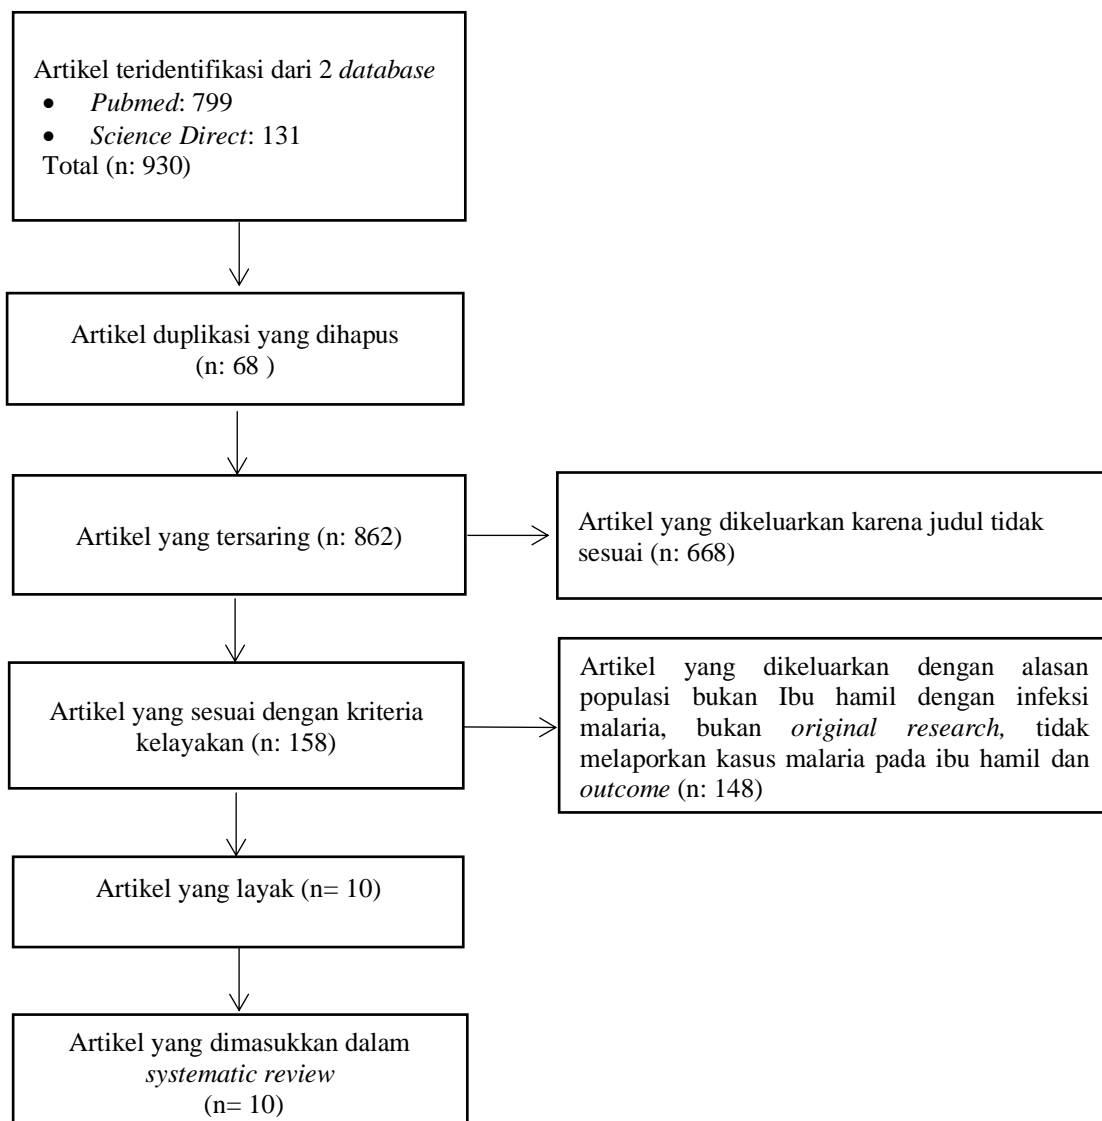 Artikel teridentifikasi dari 2 database
• Pubmed: 799
• Science Direct: 131
Total (n: 930)
Artikel duplikasi yang dihapus
(n: 68 )
Artikel yang tersaring (n: 862)
Artikel yang dikeluarkan karena judul tidak
sesuai (n: 668)
Artikel yang sesuai dengan kriteria
kelayakan (n: 158)
Artikel yang dikeluarkan dengan alasan
populasi bukan Ibu hamil dengan infeksi
malaria, bukan original research, tidak
melaporkan kasus malaria pada ibu hamil dan
outcome (n: 148)
Artikel yang layak (n= 10)
Artikel yang dimasukkan dalam
systematic review
(n= 10)